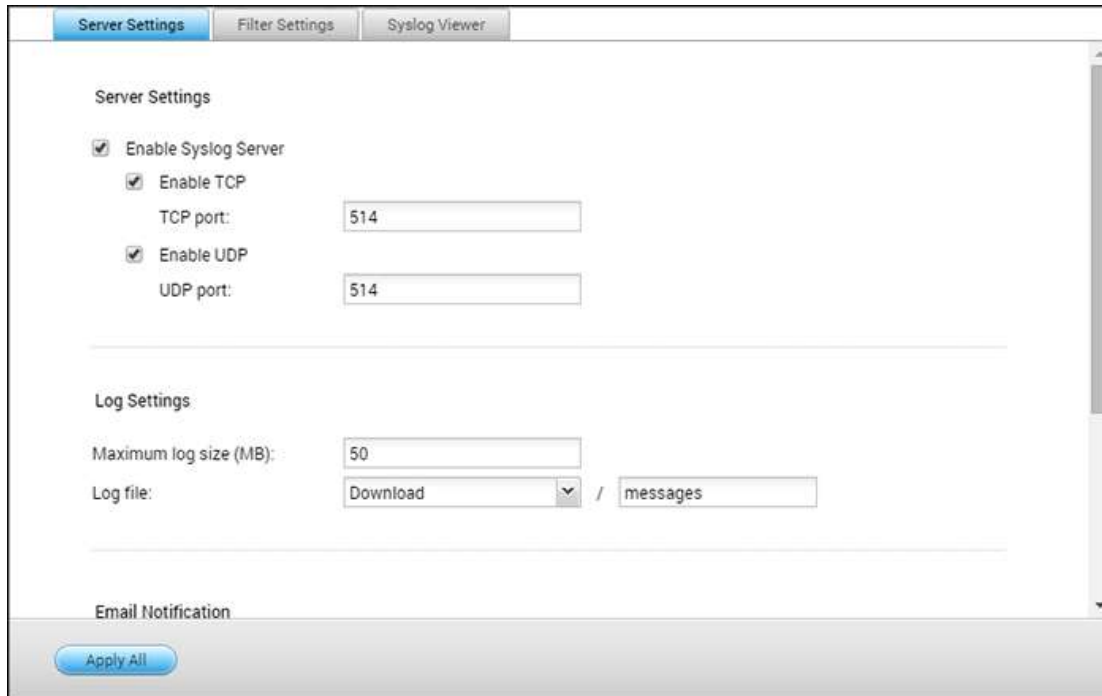 Server Settings Filter Settings Syslog Viewer
Server Settings
Enable Syslog Server
Enable TCP
TCP port: 514
Enable UDP
UDP port: 514
Log Settings
Maximum log size (MB): 50
Log file: Download / messages
Email Notification
Apply All